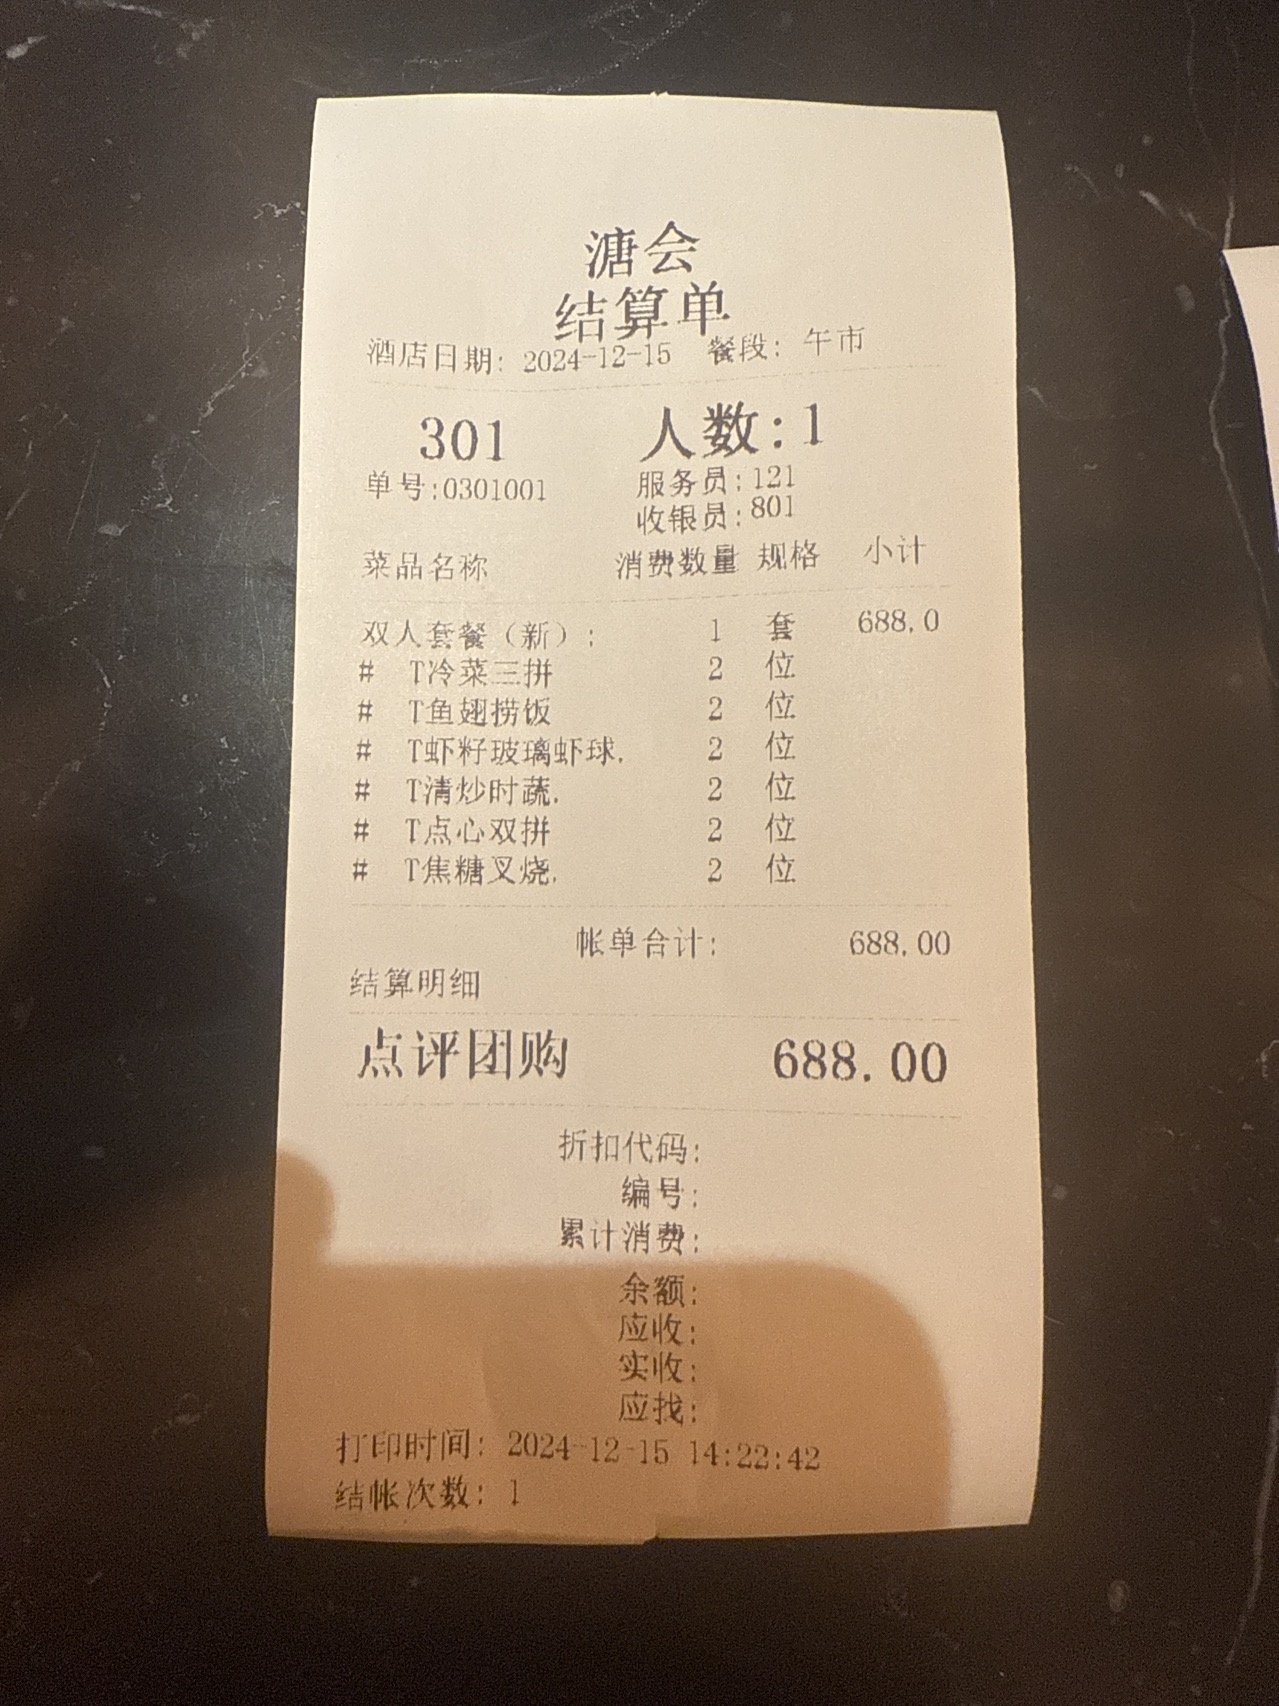 溏会
结算单
酒店日期: 2024-12-15 餐段: 午市
301 人数:1
单号:0301001 服务员:121
收银员:801
菜品名称 消费数量 规格 小计
双人套餐（新）: 1 套 688.0
# T冷菜三拼 2 位
# T鱼翅捞饭 2 位
# T虾籽玻璃虾球. 2 位
# T清炒时蔬. 2 位
# T点心双拼 2 位
# T焦糖叉烧. 2 位
帐单合计: 688.00
结算明细
点评团购 688.00
折扣代码:
编号:
累计消费:
余额:
应收:
实收:
应找:
打印时间: 2024-12-15 14:22:42
结帐次数: 1